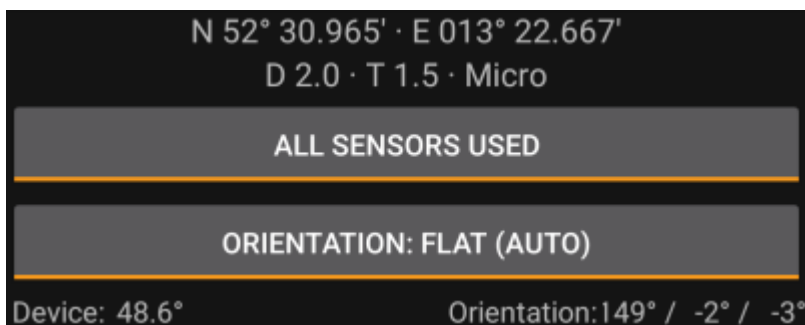 N 52° 30.965' · E 013° 22.667'
D 2.0 · T 1.5 · Micro
ALL SENSORS USED
ORIENTATION: FLAT (AUTO)
Device: 48.6° Orientation:149° / -2° / -3°